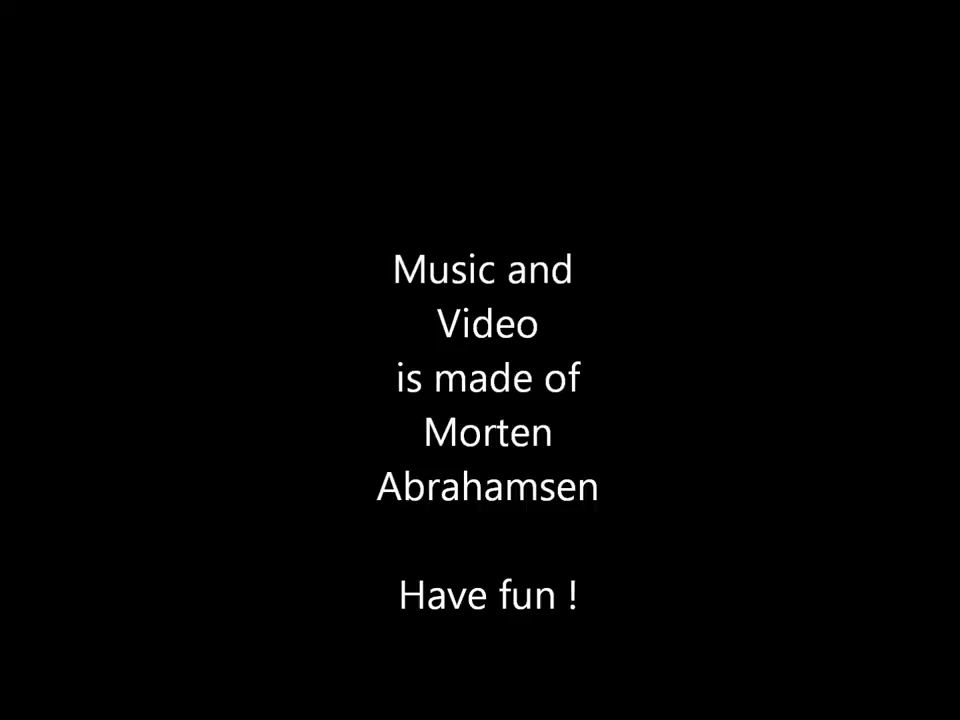 Music and
Video
is made of
Morten
Abrahamsen
Have fun !